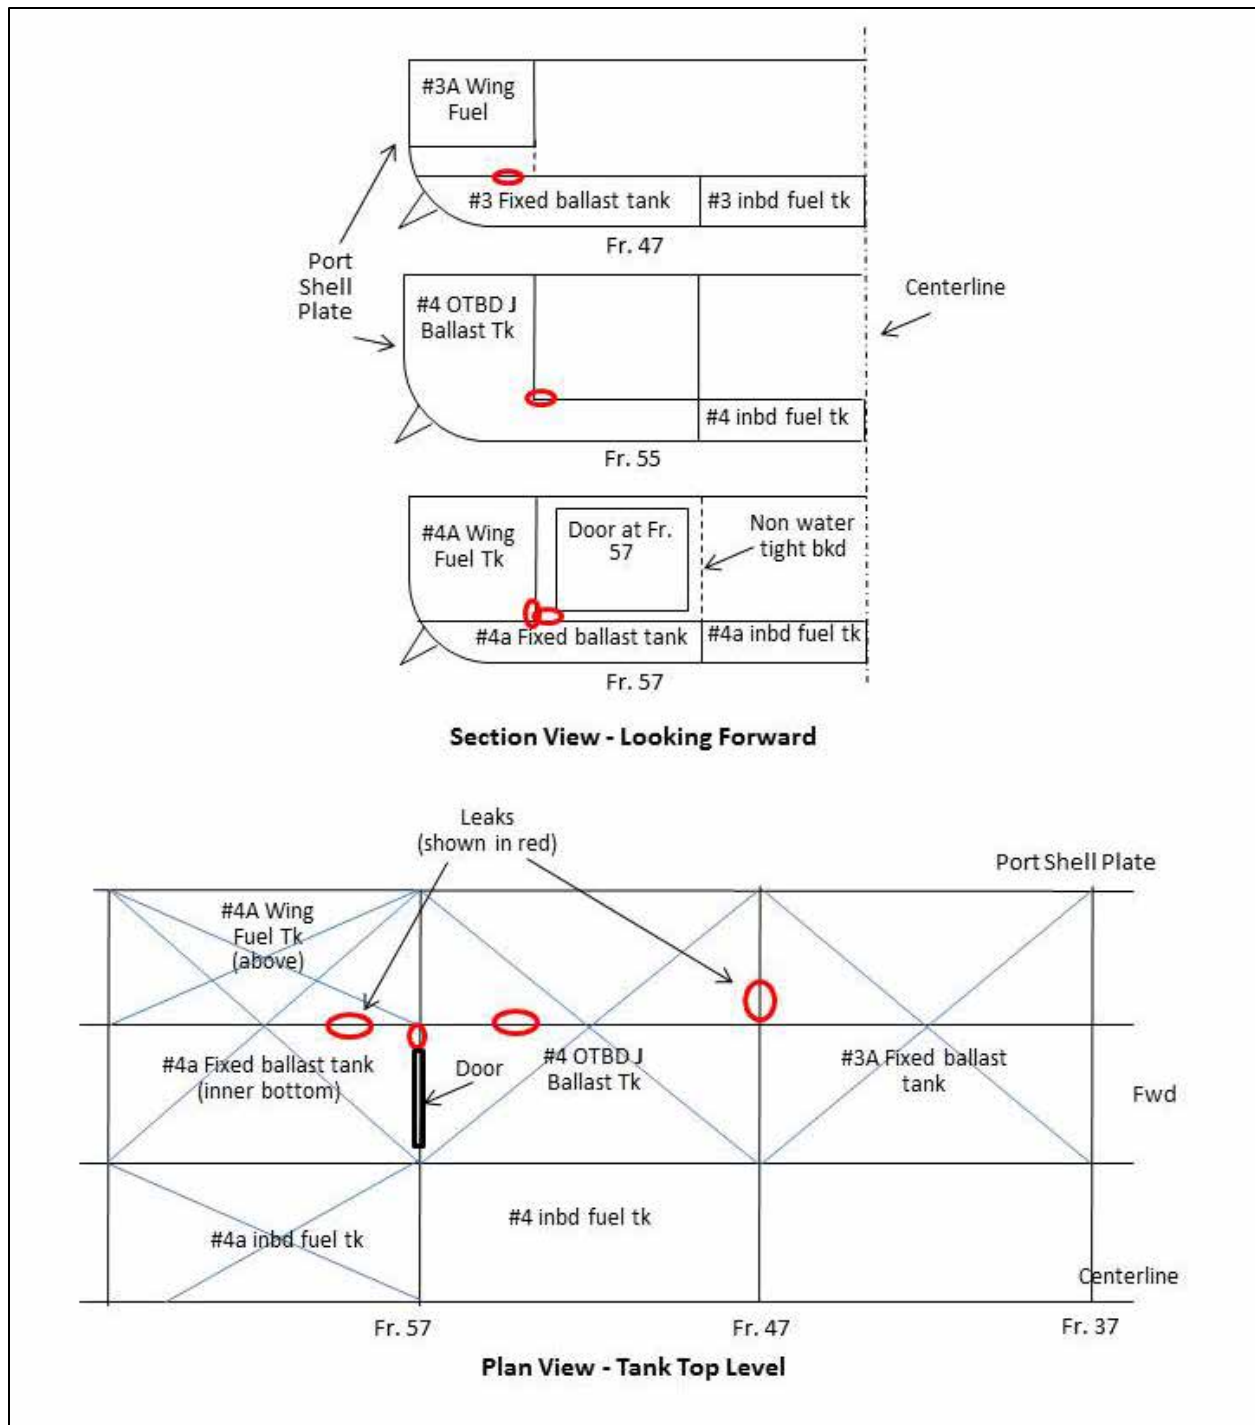 #3A Wing
Fuel
#3 Fixed ballast tank
#3 inbd fuel tk
Fr. 47
Port
Shell
Plate
#4 OTBD J
Ballast Tk
Centerline
#4 inbd fuel tk
Fr. 55
#4A Wing
Fuel Tk
Door at Fr.
57
Non water
tight bkd
#4a Fixed ballast tank
#4a inbd fuel tk
Fr. 57
Section View - Looking Forward
Leaks
(shown in red)
Port Shell Plate
#4A Wing
Fuel Tk
(above)
#4a Fixed ballast tank
(inner bottom)
Door
#4 OTBD J
Ballast Tk
#3A Fixed ballast
tank
Fwd
#4a inbd fuel tk
#4 inbd fuel tk
Centerline
Fr. 57
Fr. 47
Fr. 37
Plan View - Tank Top Level